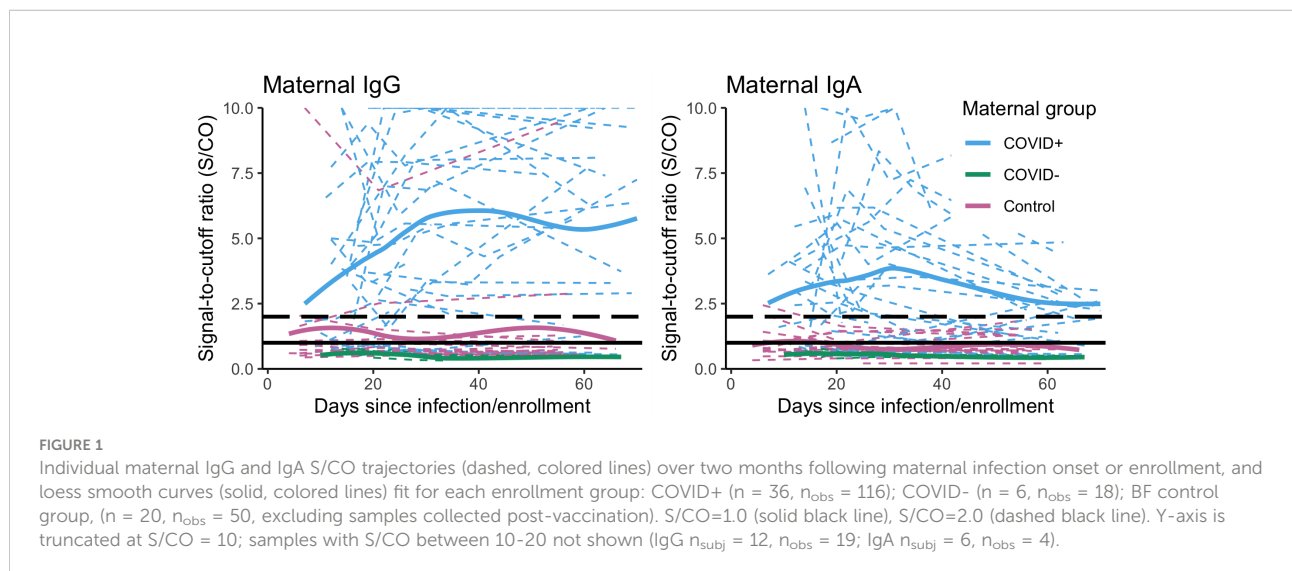 Maternal IgG
Maternal IgA
Signal-to-cutoff ratio (S/CO)
10.0
7.5
5.0
2.5
0.0
0
20
40
60
Days since infection/enrollment
Signal-to-cutoff ratio (S/CO)
10.0
7.5
5.0
2.5
0.0
0
20
40
60
Days since infection/enrollment
Maternal group
COVID+
COVID-
Control
FIGURE 1
Individual maternal IgG and IgA S/CO trajectories (dashed, colored lines) over two months following maternal infection onset or enrollment, and
loess smooth curves (solid, colored lines) fit for each enrollment group: COVID+ (n = 36, nobs = 116); COVID- (n = 6, nobs = 18); BF control
group, (n = 20, nobs = 50, excluding samples collected post-vaccination). S/CO=1.0 (solid black line), S/CO=2.0 (dashed black line). Y-axis is
truncated at S/CO = 10; samples with S/CO between 10-20 not shown (IgG nsubj = 12, nobs = 19; IgA nsubj = 6, nobs = 4).